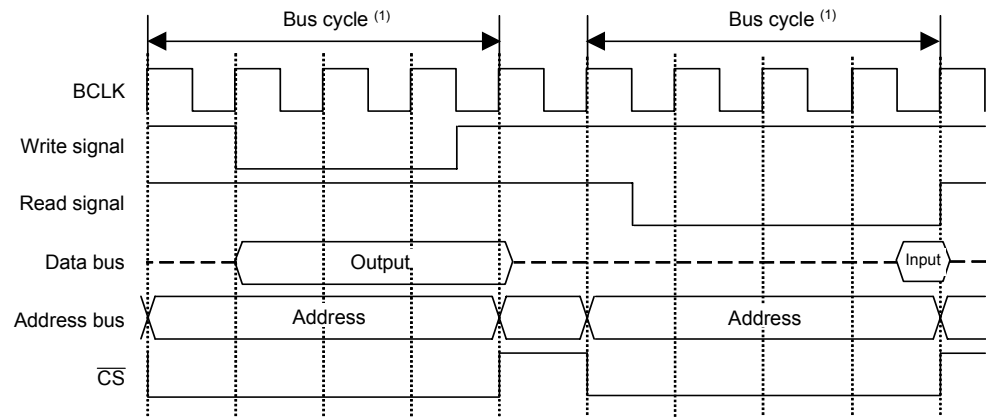 Bus cycle (1) Bus cycle (1)
BCLK
Write signal
Read signal
Data bus Output Input
Address bus Address Address
CS